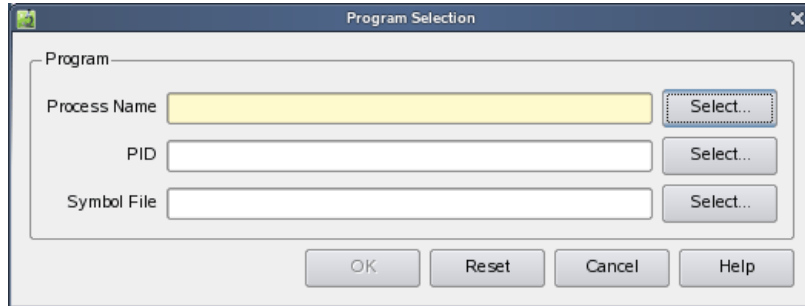 Program Selection
Program
Process Name Select...
PID Select...
Symbol File Select...
OK Reset Cancel Help